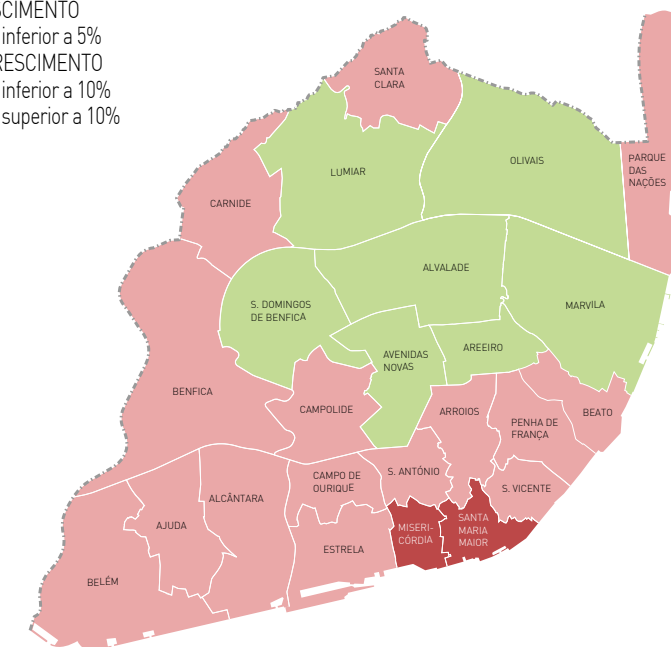 SCIMENTO
inferior a 5%
RESCIMENTO
inferior a 10%
superior a 10%
SANTA
CLARA
LUMIAR
OLIVAIS
PARQUE
DAS
NAÇÕES
CARNIDE
ALVALADE
S. DOMINGOS
DE BENFICA
MARVILA
AVENIDAS
NOVAS
AREEIRO
BENFICA
CAMPOLIDE
ARROIOS
PENHA DE
FRANÇA
BEATO
S. ANTÓNIO
CAMPO DE
OURIQUE
S. VICENTE
ALCÂNTARA
AJUDA
MISERI-
CÓRDIA
SANTA
MARIA
MAIOR
ESTRELA
BELÉM